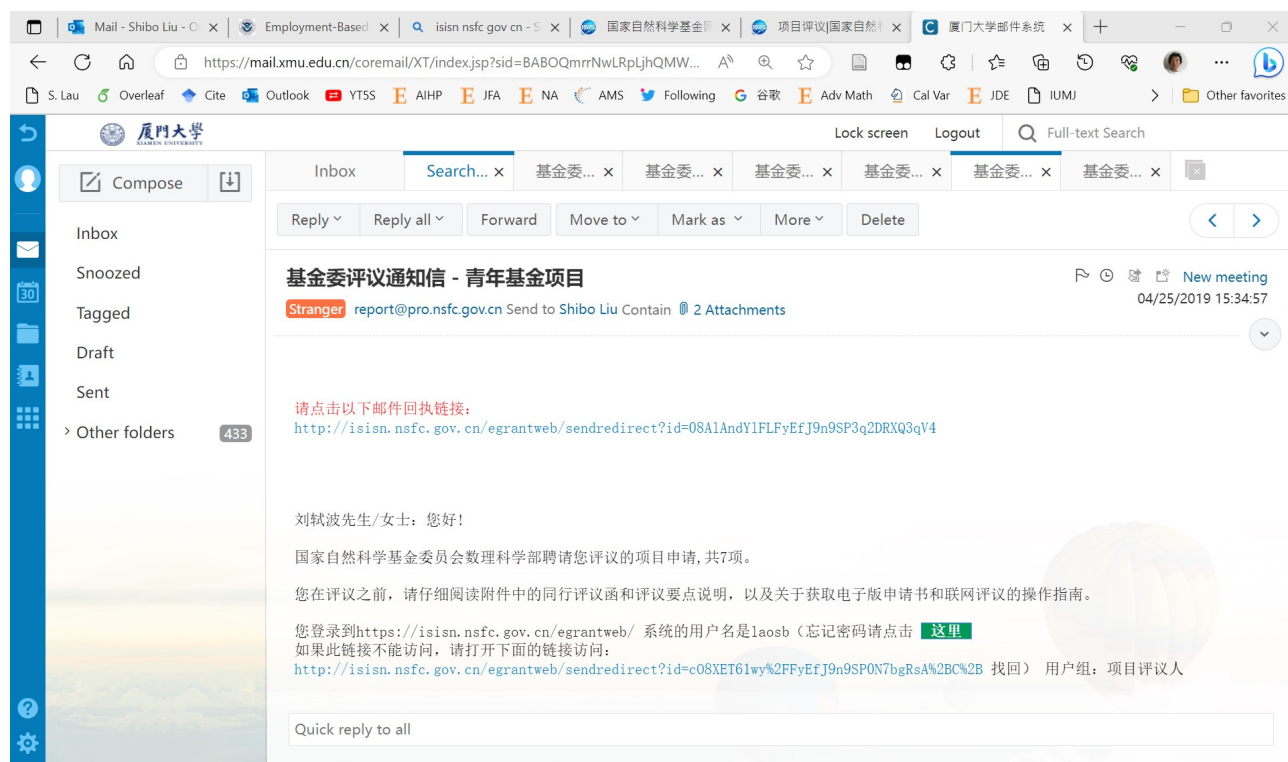 Mail - Shibo Liu - O
Employment-Based
isisn nsfc gov cn - S
国家自然科学基金
项目评议|国家自然
厦门大学邮件系统
https://mail.xmu.edu.cn/coremail/XT/index.jsp?sid=BABOQmrrNwLRpLjhQMW...
S. Lau Overleaf Cite Outlook YT5S AIHP JFA NA AMS Following 谷歌 Adv Math Cal Var JDE IUMJ Other favorites
厦門大學
XIAMEN UNIVERSITY
Lock screen Logout Full-text Search
Compose
Inbox Search... 基金委... 基金委... 基金委... 基金委... 基金委... 基金委...
Reply Reply all Forward Move to Mark as More Delete
Inbox
Snoozed
30
Tagged
Draft
Sent
Other folders 433
基金委评议通知信 - 青年基金项目
New meeting
Stranger report@pro.nsfc.gov.cn Send to Shibo Liu Contain 2 Attachments
04/25/2019 15:34:57
请点击以下邮件回执链接:
http://isisn.nsfc.gov.cn/egrantweb/sendredirect?id=O8AlAndYlFLFyEfJ9n9SP3q2DRXQ3qV4
刘轼波先生/女士: 您好!
国家自然科学基金委员会数理科学部聘请您评议的项目申请,共7项。
您在评议之前, 请仔细阅读附件中的同行评议函和评议要点说明, 以及关于获取电子版申请书和联网评议的操作指南。
您登录到https://isisn.nsfc.gov.cn/egrantweb/ 系统的用户名是laosb (忘记密码请点击 这里
如果此链接不能访问, 请打开下面的链接访问:
http://isisn.nsfc.gov.cn/egrantweb/sendredirect?id=cO8XET61wy%2FFyEfJ9n9SPON7bgRsA%2BC%2B 找回) 用户组: 项目评议人
Quick reply to all